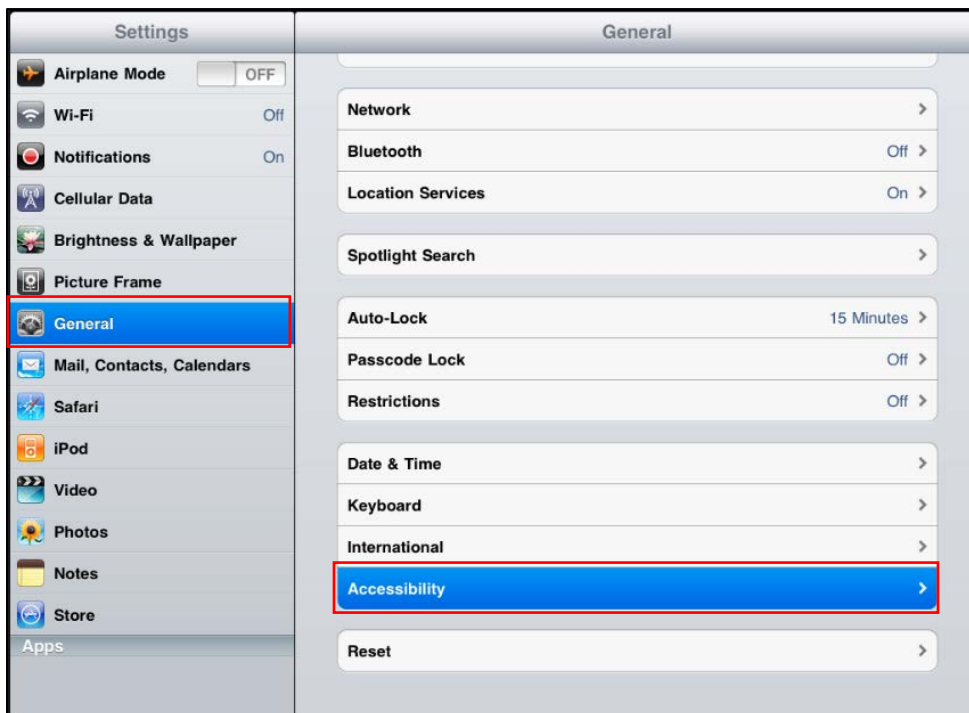 Settings
Airplane Mode OFF
Wi-Fi Off
Notifications On
Cellular Data
Brightness & Wallpaper
Picture Frame
General
Mail, Contacts, Calendars
Safari
iPod
Video
Photos
Notes
Store
Apps
General
Network
Bluetooth Off
Location Services On
Spotlight Search
Auto-Lock 15 Minutes
Passcode Lock Off
Restrictions Off
Date & Time
Keyboard
International
Accessibility
Reset